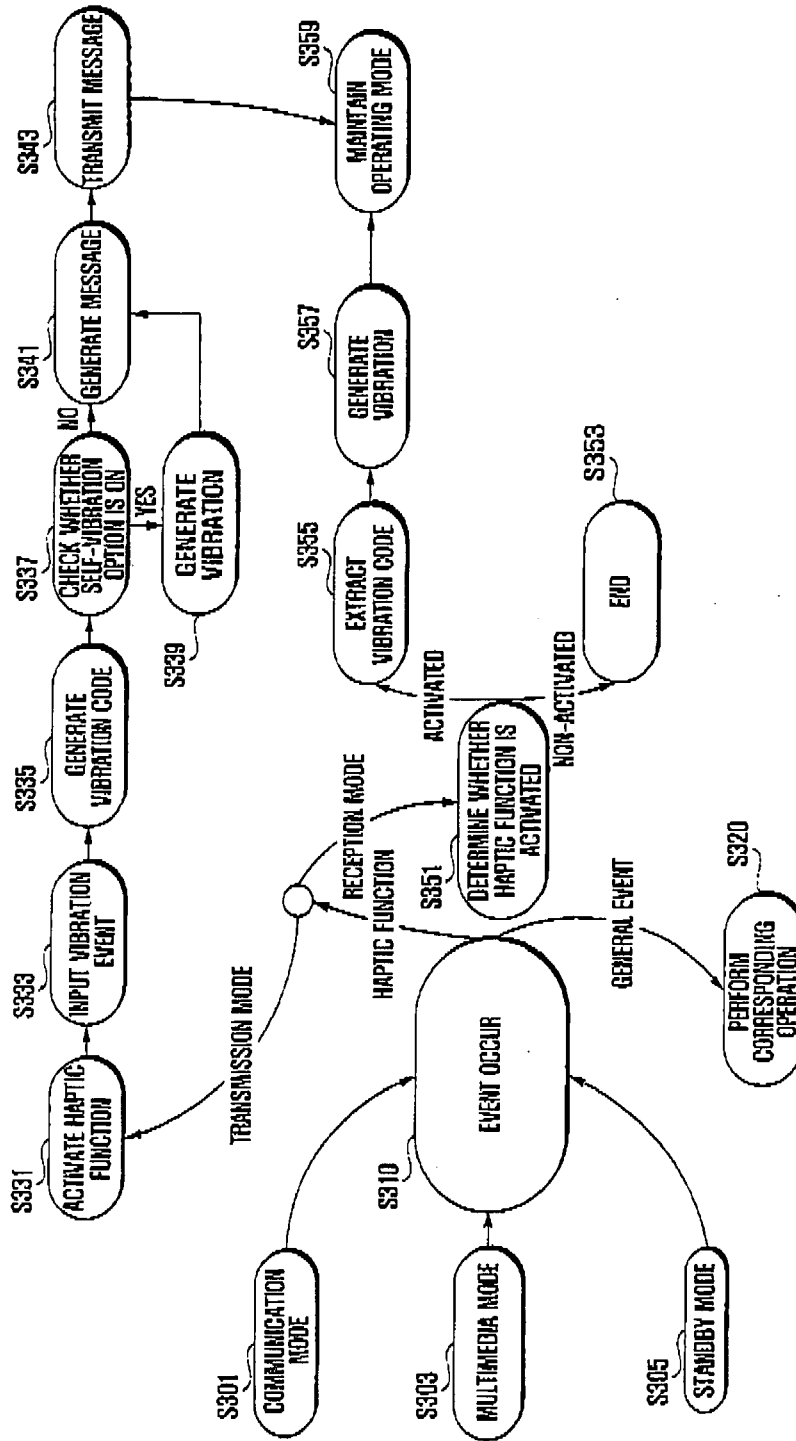 S331
ACTIVATE HAPTIC
FUNCTION
S333
INPUT VIBRATION
EVENT
S335
GENERATE
VIBRATION CODE
S337
CHECK WHETHER
SELF-VIBRATION
OPTION IS ON
NO
YES
S339
GENERATE
VIBRATION
S341
GENERATE MESSAGE
S343
TRANSMIT MESSAGE
TRANSMISSION MODE
RECEPTION MODE
HAPTIC FUNCTION
S351
DETERMINE WHETHER
HAPTIC FUNCTION IS
ACTIVATED
ACTIVATED
NON-ACTIVATED
S355
EXTRACT
VIBRATION CODE
S357
GENERATE
VIBRATION
S359
MAINTAIN
OPERATING MODE
S353
END
S301
COMMUNICATION
MODE
S303
MULTIMEDIA MODE
S305
STANDBY MODE
S310
EVENT OCCUR
GENERAL EVENT
S320
PERFORM
CORRESPONDING
OPERATION